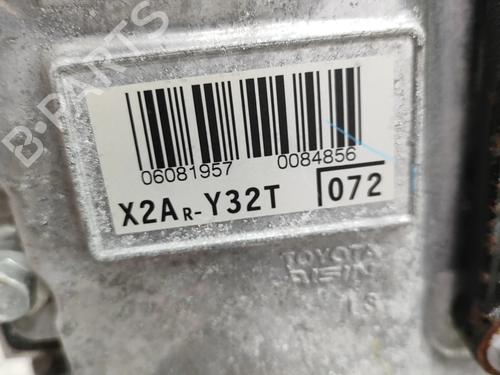 B-PARTS
06081957 0084856
X2AR-Y32T 072
TOYOTA
AISIN